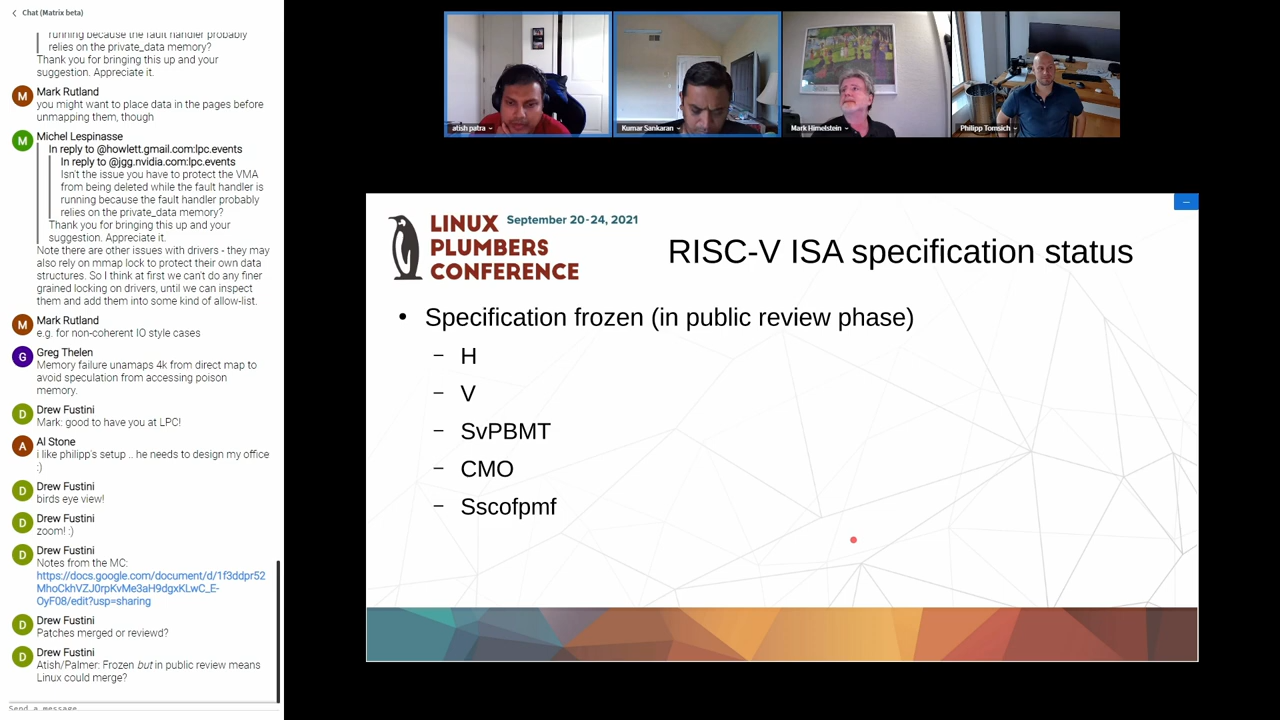 Chat (Matrix beta)
running because the fault handler probably
relies on the private_data memory?
Thank you for bringing this up and your
suggestion. Appreciate it.
M
Mark Rutland
you might want to place data in the pages before
unmapping them, though
M
Michel Lespinasse
In reply to @howlett.gmail.com:lpc.events
In reply to @jgg.nvidia.com:lpc.events
Isn't the issue you have to protect the VMA
from being deleted while the fault handler is
running because the fault handler probably
relies on the private_data memory?
Thank you for bringing this up and your
suggestion. Appreciate it.
Note there are other issues with drivers - they may
also rely on mmap lock to protect their own data
structures. So I think at first we can't do any finer
grained locking on drivers, until we can inspect
them and add them into some kind of allow-list.
M
Mark Rutland
e.g. for non-coherent IO style cases
G
Greg Thelen
Memory failure unamaps 4k from direct map to
avoid speculation from accessing poison
memory.
D
Drew Fustini
Mark: good to have you at LPC!
A
Al Stone
i like philipp's setup .. he needs to design my office
:)
D
Drew Fustini
birds eye view!
D
Drew Fustini
zoom! :)
D
Drew Fustini
Notes from the MC:
https://docs.google.com/document/d/1f3ddpr52
MhoCkhVZJ0rpKvMe3aH9dgxKLwC_E-
OyF08/edit?usp=sharing
D
Drew Fustini
Patches merged or reviewd?
D
Drew Fustini
Atish/Palmer: Frozen but in public review means
Linux could merge?
Send a message
atish patra
Kumar Sankaran
Mark Himelstein
Philipp Tomsich
LINUX
PLUMBERS
CONFERENCE
September 20-24, 2021
RISC-V ISA specification status
• Specification frozen (in public review phase)
– H
– V
– SvPBMT
– CMO
– Sscofpmf